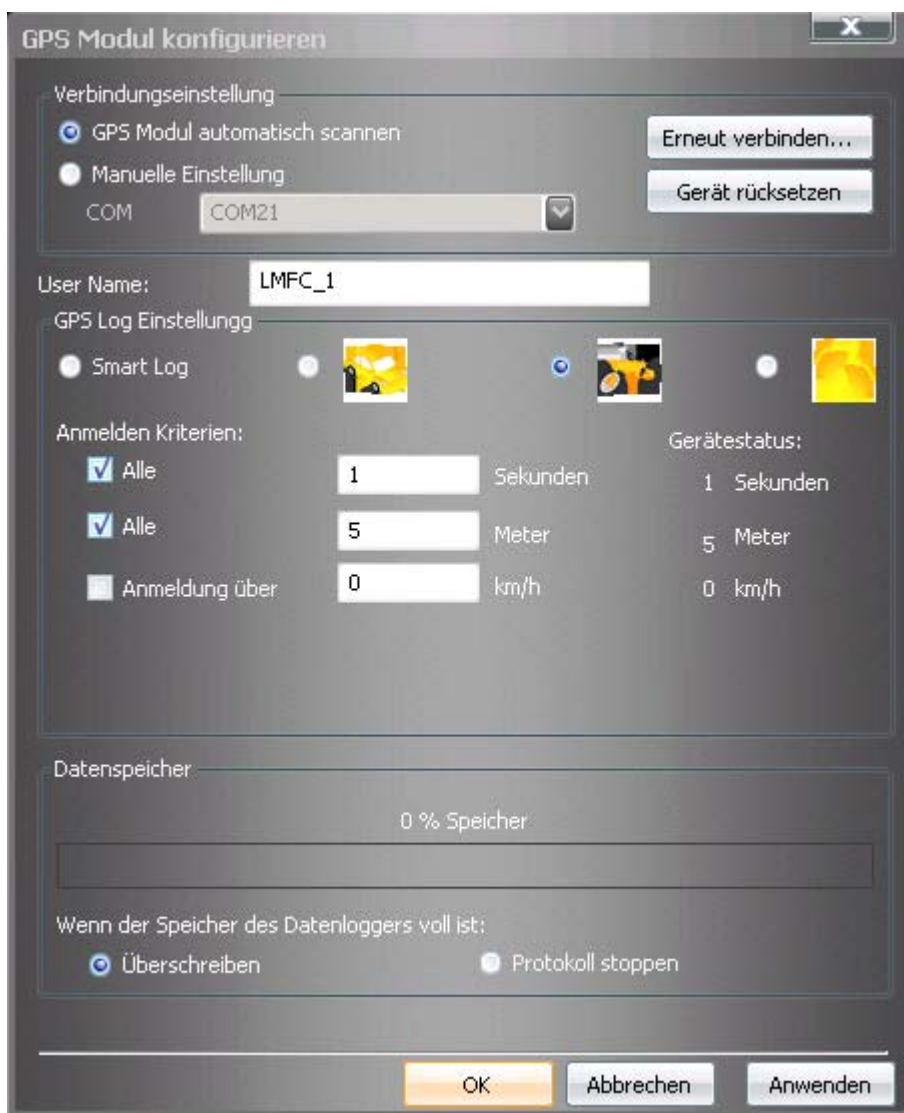 GPS Modul konfigurieren
Verbindungseinstellung
GPS Modul automatisch scannen
Erneut verbinden...
Manuelle Einstellung
Gerät rücksetzen
COM COM21
User Name: LMFC_1
GPS Log Einstellungg
Smart Log
Anmelden Kriterien:
Gerätestatus:
Alle 1 Sekunden 1 Sekunden
Alle 5 Meter 5 Meter
Anmeldung über 0 km/h 0 km/h
Datenspeicher
0 % Speicher
Wenn der Speicher des Datenloggers voll ist:
Überschreiben Protokoll stoppen
OK Abbrechen Anwenden